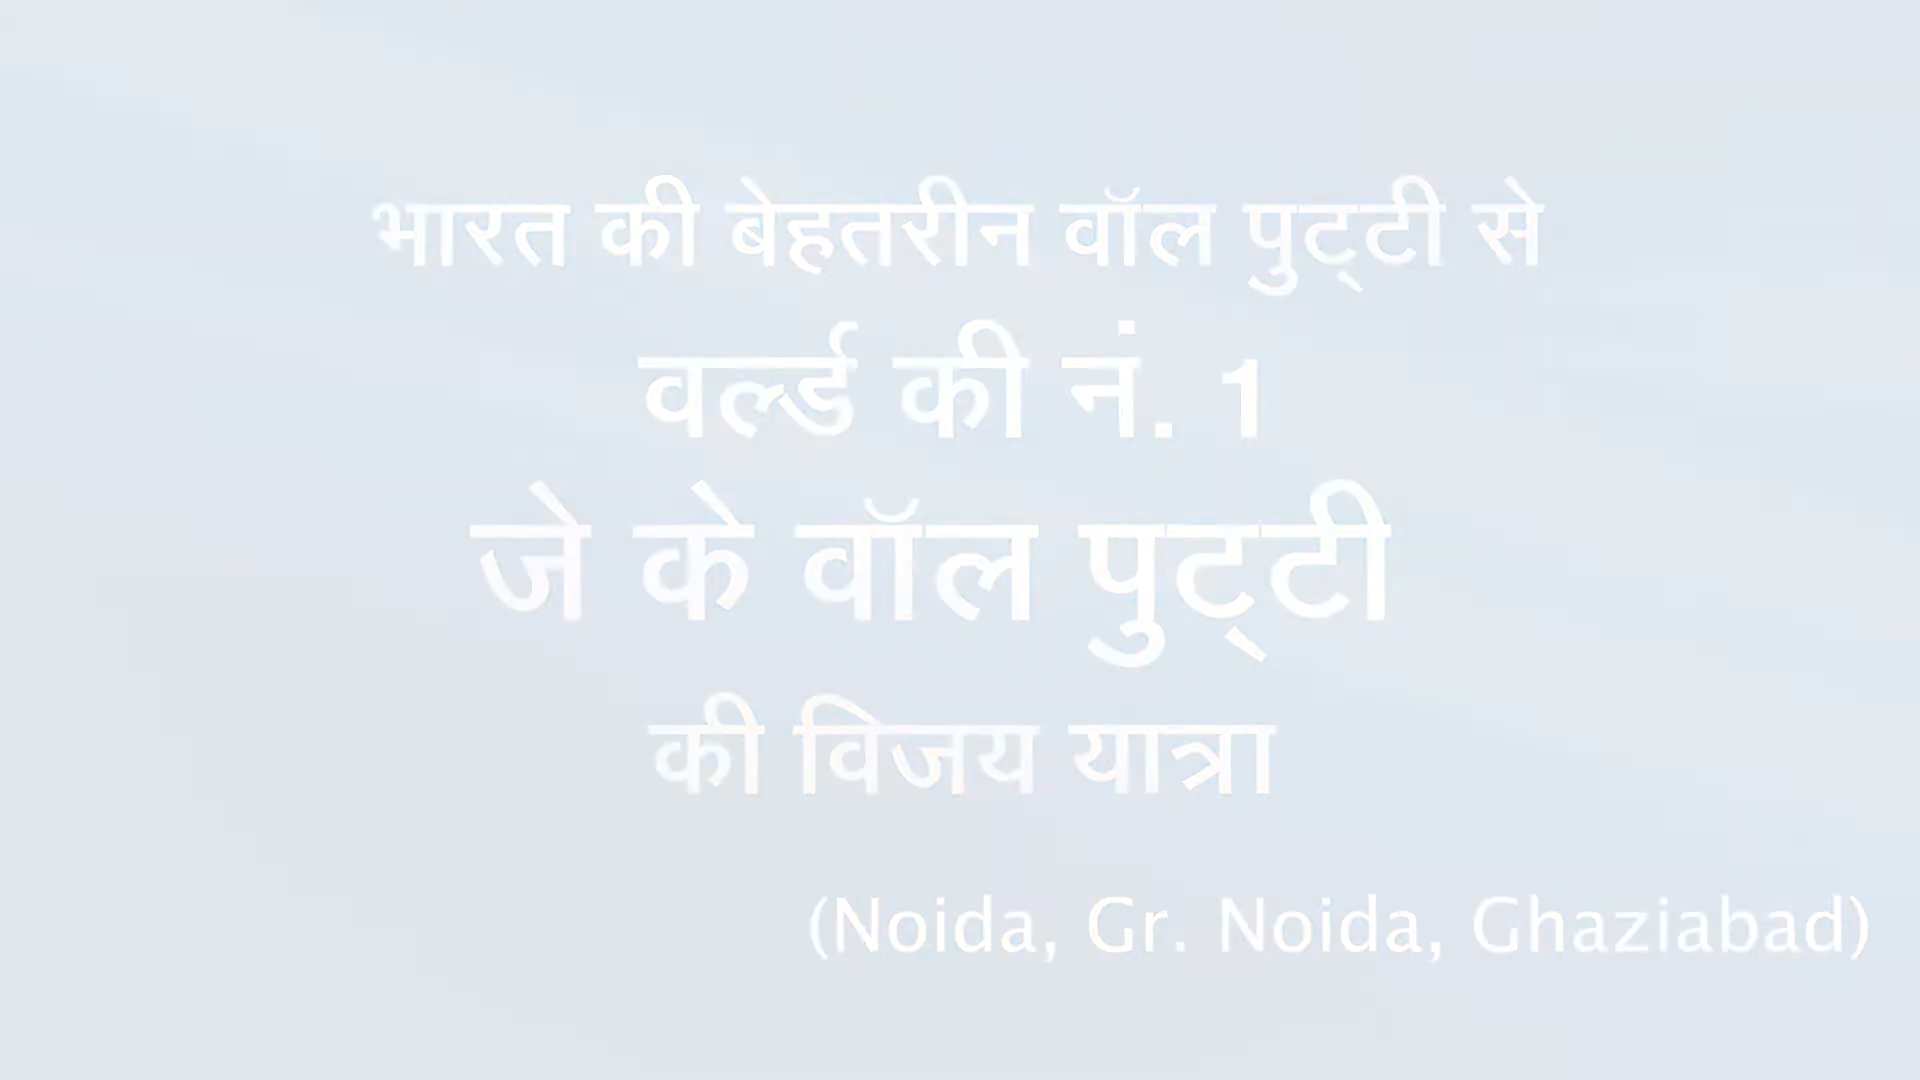 भारत की बेहतरीन वॉल पुट्टी से
वर्ल्ड की नं. 1
जे के वॉल पुट्टी
की विजय यात्रा
(Noida, Gr. Noida, Ghaziabad)